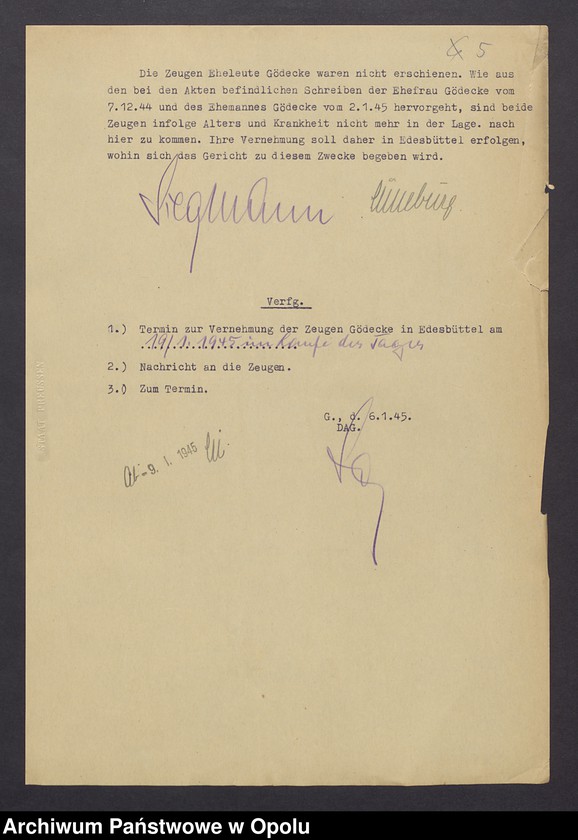 5
Die Zeugen Eheleute Gödecke waren nicht erschienen. Wie aus
den bei den Akten befindlichen Schreiben der Ehefrau Gödecke vom
7.12.44 und des Ehemannes Gödecke vom 2.1.45 hervorgeht, sind beide
Zeugen infolge Alters und Krankheit nicht mehr in der Lage. nach
hier zu kommen. Ihre Vernehmung soll daher in Edesbüttel erfolgen,
wohin sich das Gericht zu diesem Zwecke begeben wird.
Siegmann Lüneburg
Verfg.
1.) Termin zur Vernehmung der Zeugen Gödecke in Edesbüttel am
19/1. 1945 im Laufe des Tages
2.) Nachricht an die Zeugen.
3.) Zum Termin.
G., d. 6.1.45.
DAG.
-9. 1. 1945
Archiwum Państwowe w Opolu